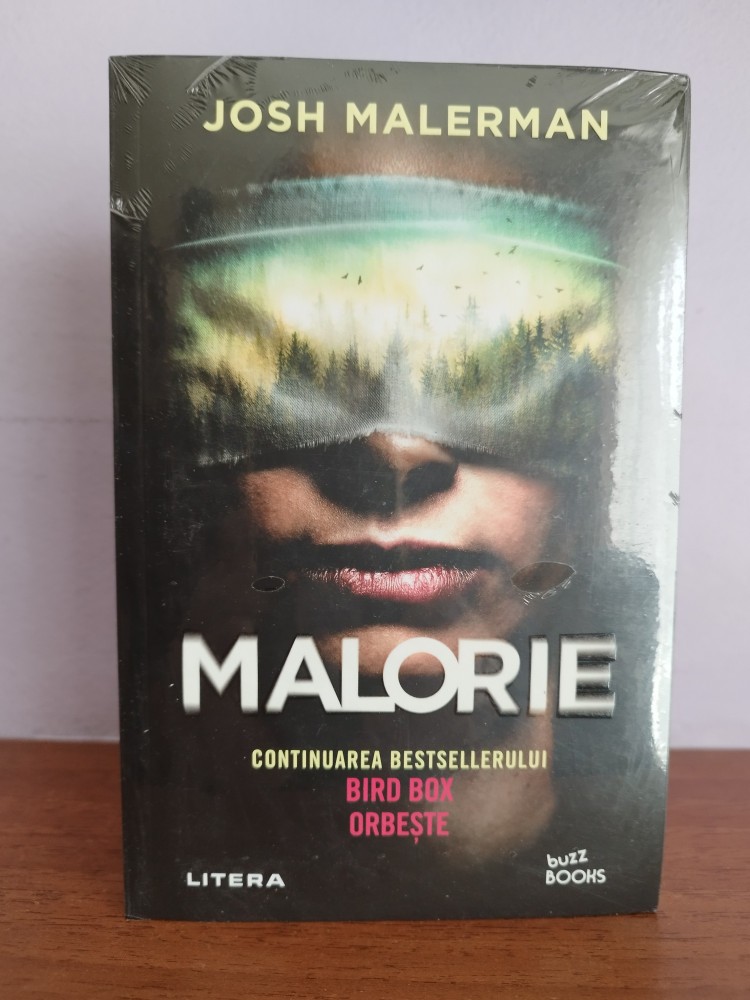 JOSH MALERMAN
MALORIE
CONTINUAREA BESTSELLERULUI
BIRD BOX
ORBEȘTE
LITERA
buzz
BOOKS